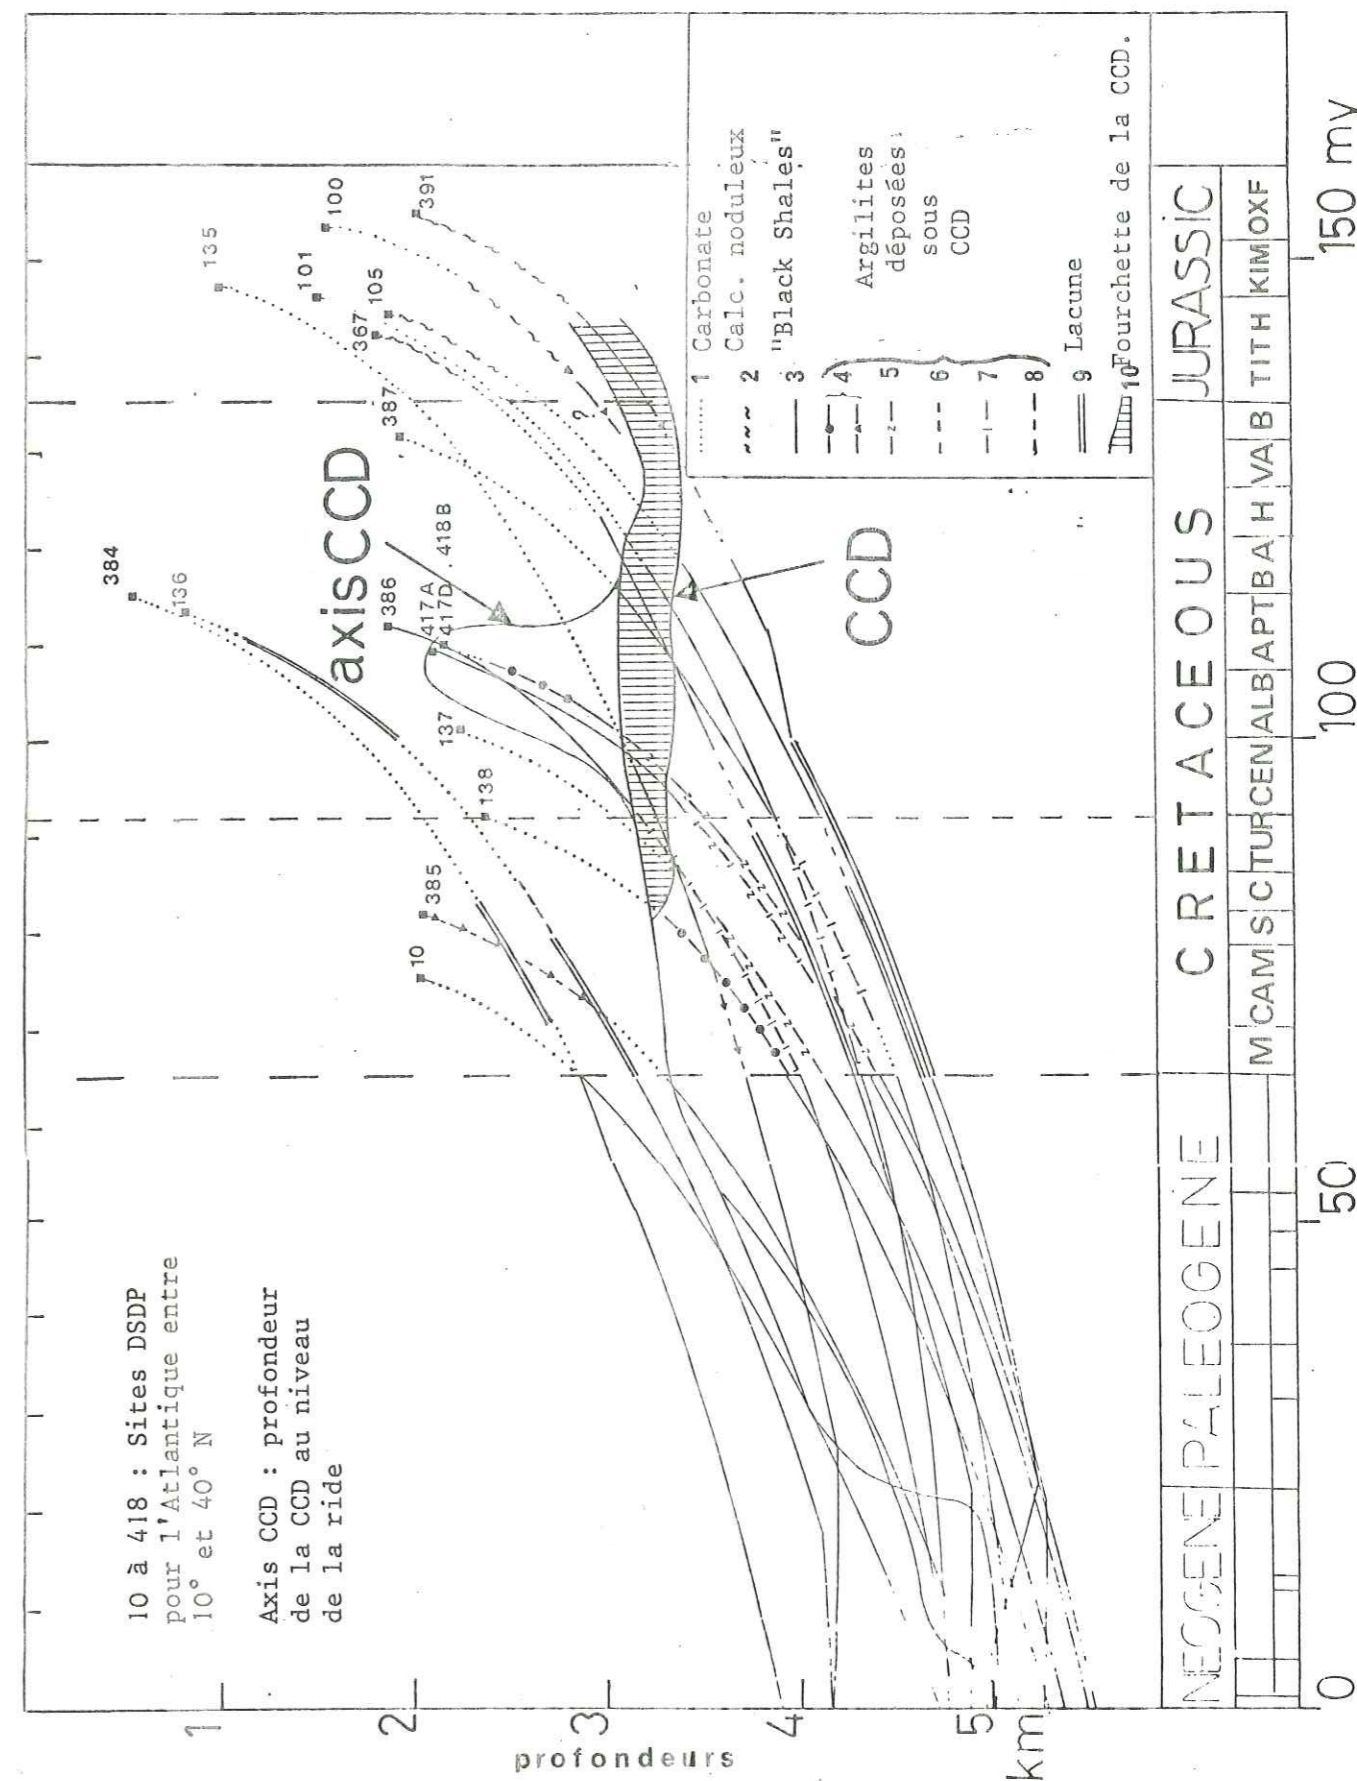 10 à 418 : Sites DSDP
pour l'Atlantique entre
10° et 40° N
Axis CCD : profondeur
de la CCD au niveau
de la ride
axisCCD
CCD
384
136
135
101
100
391
105
367
387
386
417A
417D
418B
137
138
385
10
?
1 Carbonate
2 Calc. noduleux
3 "Black Shales"
4
5
6
7
8
Argilites
déposées
sous
CCD
9 Lacune
10 Fourchette de la CCD.
1
2
3
4
5
km
profondeurs
NEOGENE PALEOGENE CRETACEOUS JURASSIC
M CAM S C TUR CEN ALB APT BA H VA B TITH KIM OXF
0 50 100 150 my